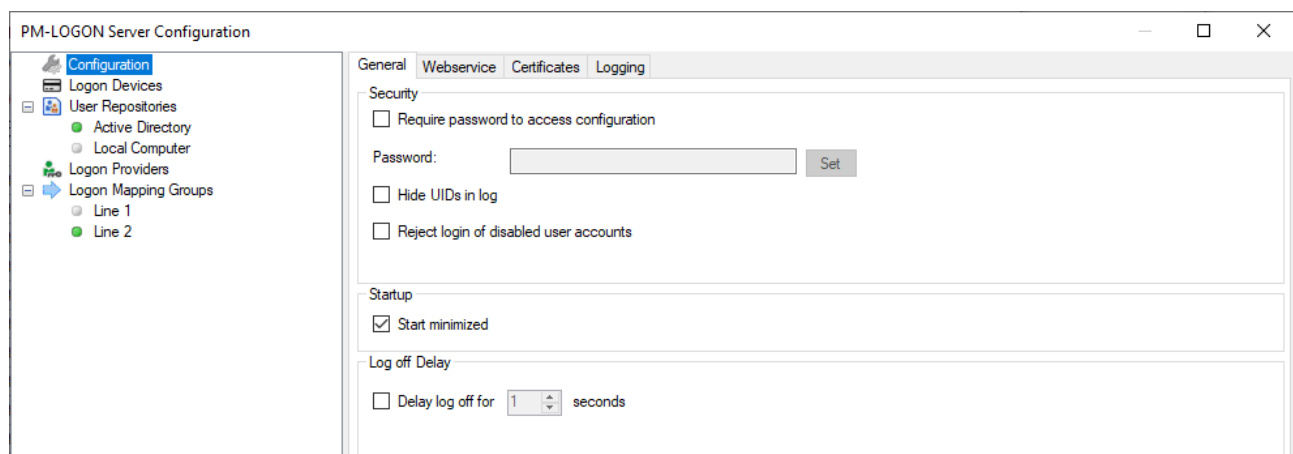 PM-LOGON Server Configuration
Configuration
Logon Devices
User Repositories
Active Directory
Local Computer
Logon Providers
Logon Mapping Groups
Line 1
Line 2
General Webservice Certificates Logging
Security
Require password to access configuration
Password: Set
Hide UIDs in log
Reject login of disabled user accounts
Startup
Start minimized
Log off Delay
Delay log off for 1 seconds